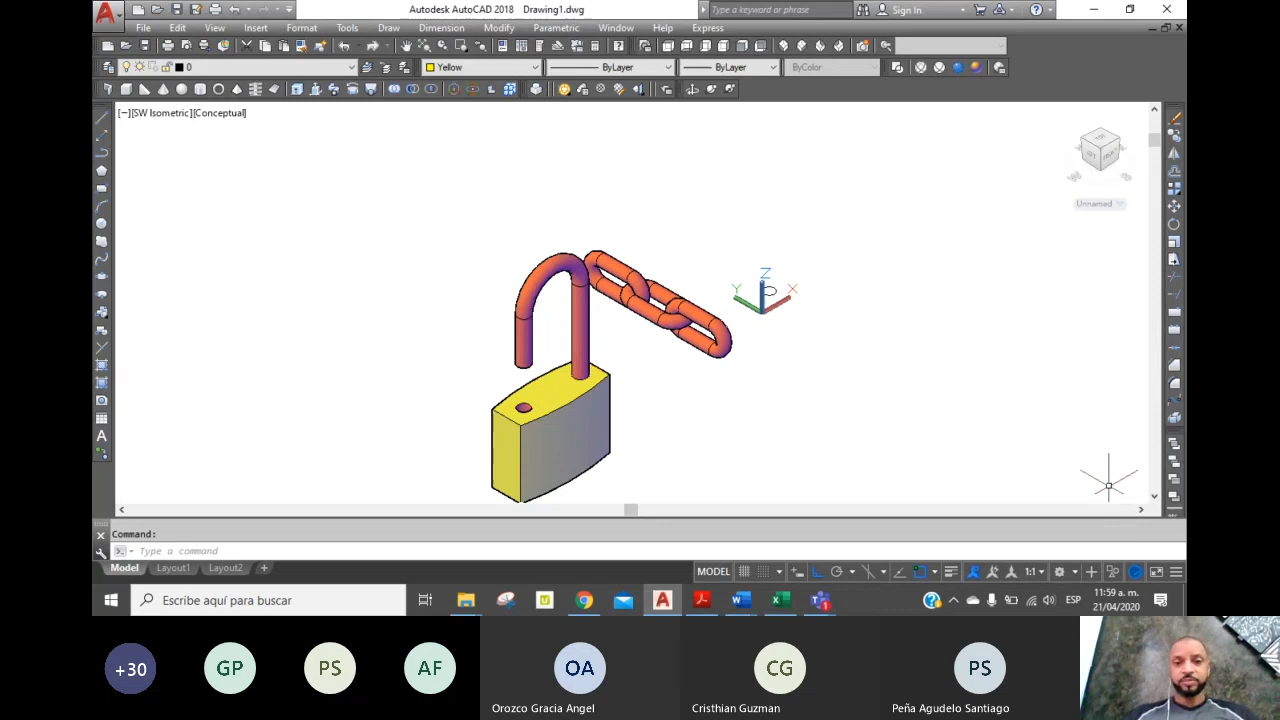 Autodesk AutoCAD 2018 Drawing1.dwg
Type a keyword or phrase
Sign In
File Edit View Insert Format Tools Draw Dimension Modify Parametric Window Help Express
0
Yellow
ByLayer
ByLayer
ByColor
[−][SW Isometric][Conceptual]
Unnamed
Z
Y
X
Command:
Type a command
Model Layout1 Layout2 +
MODEL
1:1
Escribe aquí para buscar
ESP
11:59 a. m.
21/04/2020
+30
GP
PS
AF
OA
CG
PS
Orozco Gracia Angel
Cristhian Guzman
Peña Agudelo Santiago